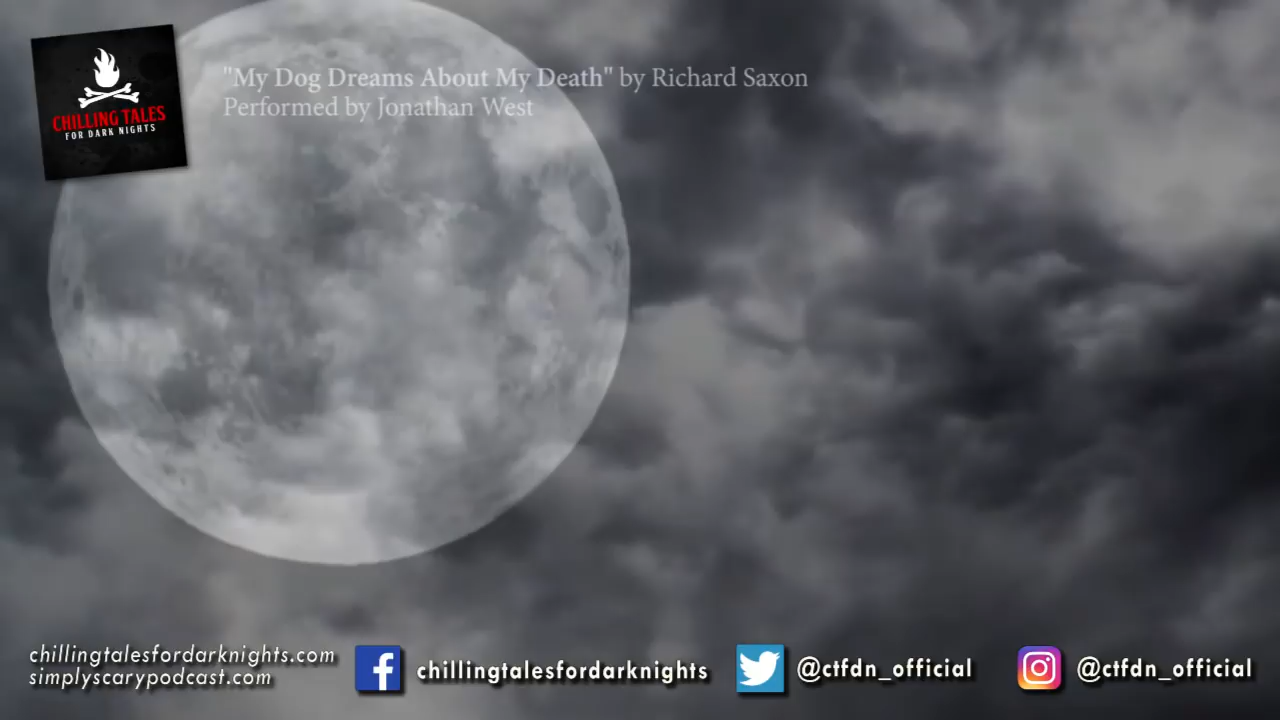 "My Dog Dreams About My Death" by Richard Saxon
Performed by Jonathan West
CHILLING TALES
FOR DARK NIGHTS
chillingtalesfordarknights.com
simplyscarypodcast.com
chillingtalesfordarknights
@ctfdn_official
@ctfdn_official